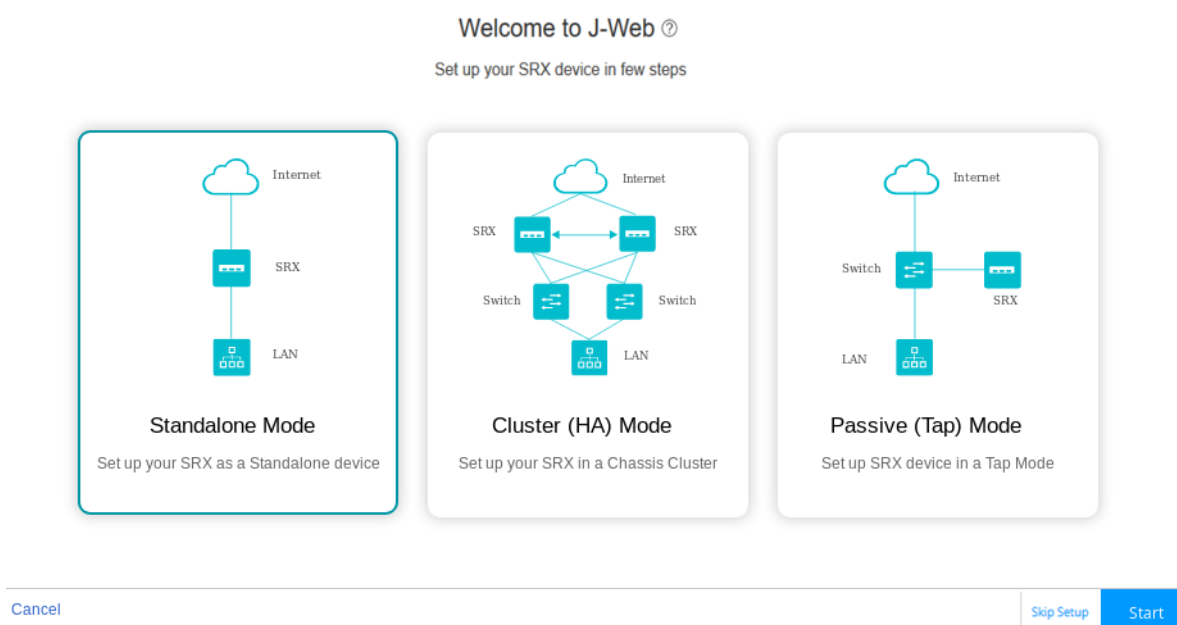 Welcome to J-Web ?
Set up your SRX device in few steps
Internet
SRX
LAN
Standalone Mode
Set up your SRX as a Standalone device
Internet
SRX
SRX
Switch
Switch
LAN
Cluster (HA) Mode
Set up your SRX in a Chassis Cluster
Internet
Switch
SRX
LAN
Passive (Tap) Mode
Set up SRX device in a Tap Mode
Cancel
Skip Setup
Start